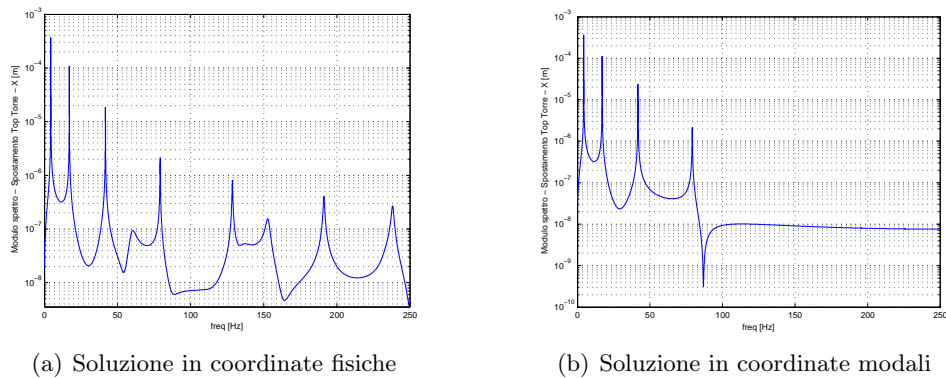 10⁻³
10⁻⁴
10⁻⁵
10⁻⁶
10⁻⁷
10⁻⁸
Modulo spettro − Spostamento Top Torre − X [m]
0 50 100 150 200 250
freq [Hz]
(a) Soluzione in coordinate fisiche
10⁻³
10⁻⁴
10⁻⁵
10⁻⁶
10⁻⁷
10⁻⁸
10⁻⁹
10⁻¹⁰
Modulo spettro − Spostamento Top Torre − X [m]
0 50 100 150 200 250
freq [Hz]
(b) Soluzione in coordinate modali